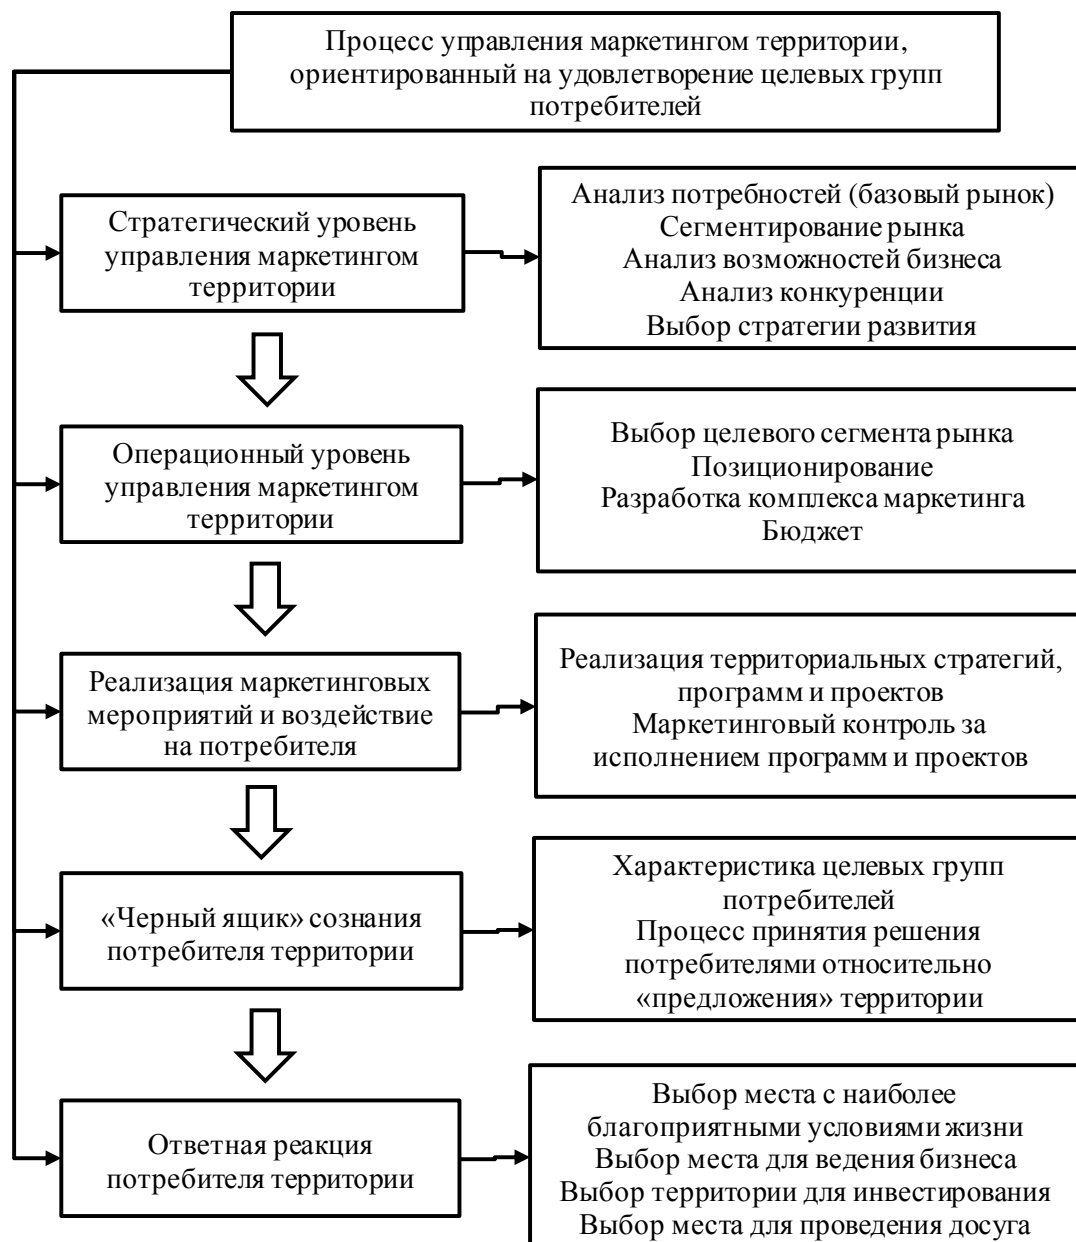 Процесс управления маркетингом территории,
ориентированный на удовлетворение целевых групп
потребителей
Стратегический уровень
управления маркетингом
территории
Анализ потребностей (базовый рынок)
Сегментирование рынка
Анализ возможностей бизнеса
Анализ конкуренции
Выбор стратегии развития
Операционный уровень
управления маркетингом
территории
Выбор целевого сегмента рынка
Позиционирование
Разработка комплекса маркетинга
Бюджет
Реализация маркетинговых
мероприятий и воздействие
на потребителя
Реализация территориальных стратегий,
программ и проектов
Маркетинговый контроль за
исполнением программ и проектов
«Черный ящик» сознания
потребителя территории
Характеристика целевых групп
потребителей
Процесс принятия решения
потребителями относительно
«предложения» территории
Ответная реакция
потребителя территории
Выбор места с наиболее
благоприятными условиями жизни
Выбор места для ведения бизнеса
Выбор территории для инвестирования
Выбор места для проведения досуга